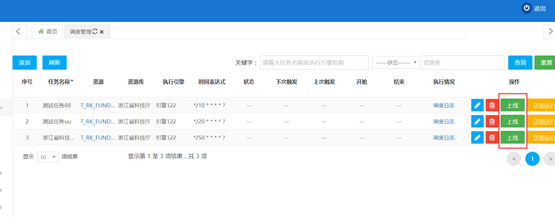 退出
首页 调度管理
添加 刷新 关键字： 请输入任务名称或执行引擎名称 ------状态------ 资源库 查询 重置
序号 任务名称 资源 资源库 执行引擎 时间表达式 状态 下次触发 上次触发 开始 结束 执行情况 操作
1 测试任务88 T_RK_FUND... 浙江省科技厅 引擎122 */10 * * * * ? -- -- -- -- -- 调度日志 上线 立即运行
2 测试任务uu T_RK_FUND... 浙江省科技厅 引擎122 */20 * * * * ? -- -- -- -- -- 调度日志 上线 立即运行
3 浙江省科技... T_RK_FUND... 浙江省科技厅 引擎122 */50 * * * * ? -- -- -- -- -- 调度日志 上线 立即运行
显示 10 项结果 显示第 1 至 3 项结果，共 3 项 < 1 >